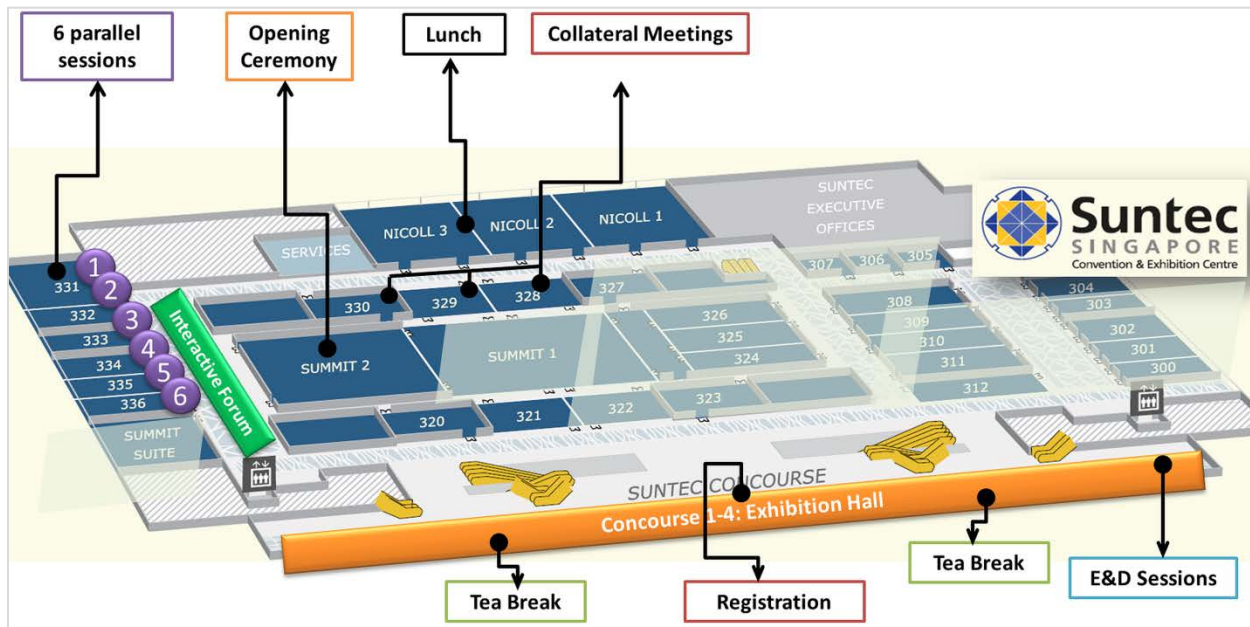 6 parallel
sessions
Opening
Ceremony
Lunch
Collateral Meetings
Suntec
SINGAPORE
Convention & Exhibition Centre
SUNTEC
EXECUTIVE
OFFICES
NICOLL 3
NICOLL 2
NICOLL 1
SERVICES
307
306
305
304
303
302
301
300
331
332
333
334
335
336
1
2
3
4
5
6
Interactive Forum
330
329
328
327
326
325
324
308
309
310
311
312
SUMMIT 2
SUMMIT 1
320
321
322
323
SUMMIT
SUITE
SUNTEC CONCOURSE
Concourse 1-4: Exhibition Hall
Tea Break
Registration
Tea Break
E&D Sessions